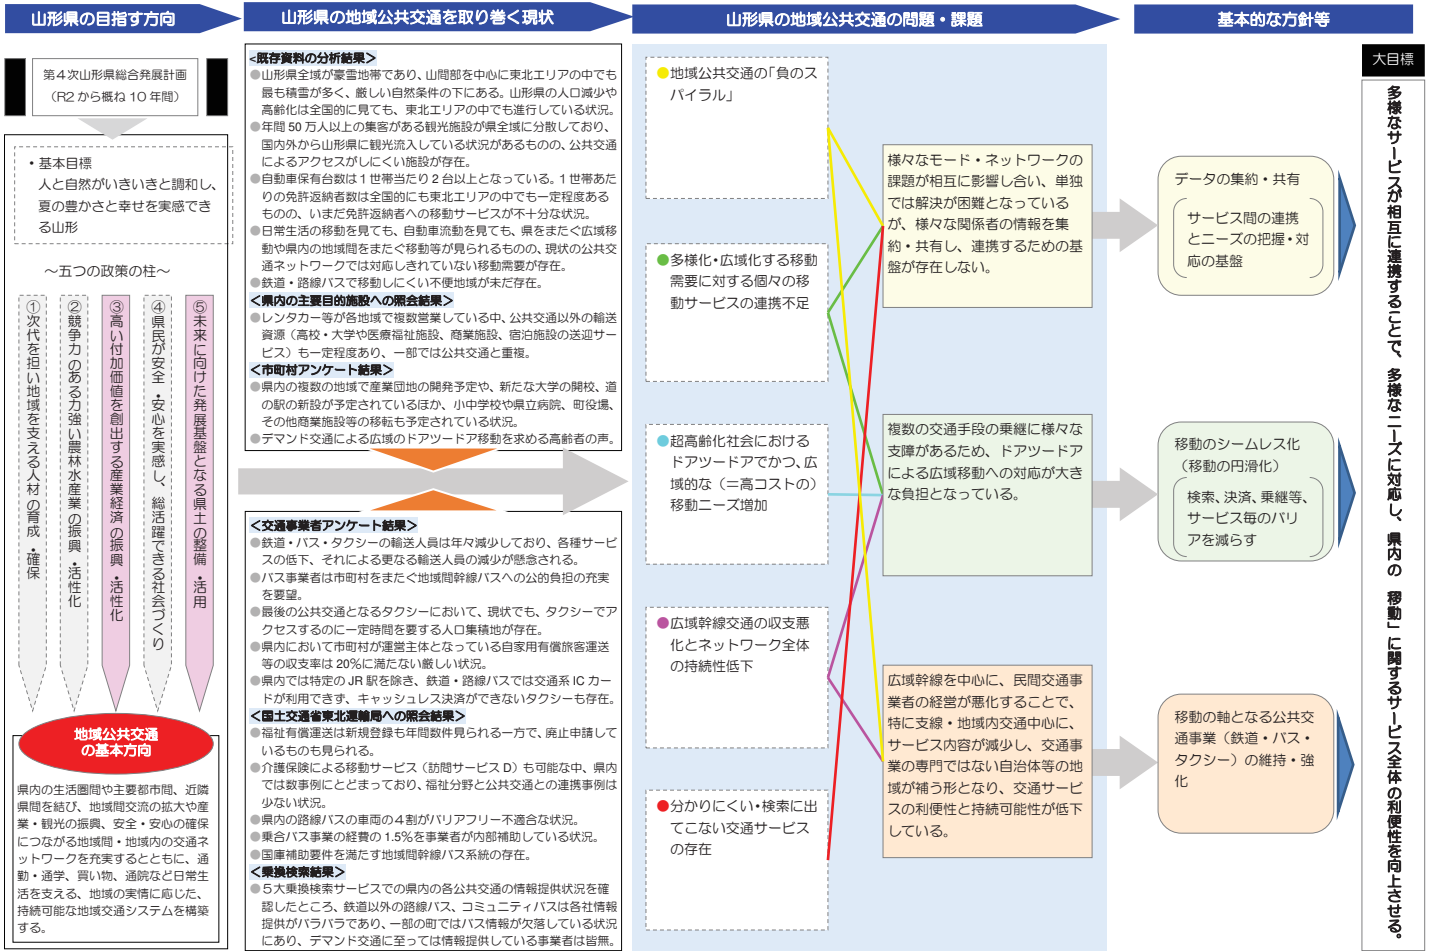 山形県の目指す方向
第４次山形県総合発展計画
（R2 から概ね 10 年間）
・基本目標
人と自然がいきいきと調和し、
夏の豊かさと幸せを実感でき
る山形
～五つの政策の柱～
①次代を担い地域を支える人材の育成・確保
②競争力のある力強い農林水産業の振興・活性化
③高い付加価値を創出する産業経済の振興・活性化
④県民が安全・安心を実感し、総活躍できる社会づくり
⑤未来に向けた発展基盤となる県土の整備・活用
地域公共交通
の基本方向
県内の生活圏間や主要都市間、近隣
県間を結び、地域間交流の拡大や産
業・観光の振興、安全・安心の確保
につながる地域間・地域内の交通ネ
ットワークを充実するとともに、通
勤・通学、買い物、通院など日常生
活を支える、地域の実情に応じた、
持続可能な地域交通システムを構築
する。
山形県の地域公共交通を取り巻く現状
<既存資料の分析結果＞
●山形県全域が豪雪地帯であり、山間部を中心に東北エリアの中でも
最も積雪が多く、厳しい自然条件の下にある。山形県の人口減少や
高齢化は全国的に見ても、東北エリアの中でも進行している状況。
●年間 50 万人以上の集客がある観光施設が県全域に分散しており、
国内外から山形県に観光流入している状況があるものの、公共交通
によるアクセスがしにくい施設が存在。
●自動車保有台数は１世帯当たり２台以上となっている。１世帯あた
りの免許返納者数は全国的にも東北エリアの中でも一定程度ある
ものの、いまだ免許返納者への移動サービスが不十分な状況。
●日常生活の移動を見ても、自動車流動を見ても、県をまたぐ広域移
動や県内の地域間をまたぐ移動等が見られるものの、現状の公共交
通ネットワークでは対応しきれていない移動需要が存在。
●鉄道・路線バスで移動しにくい不便地域が未だ存在。
＜県内の主要目的施設への照会結果＞
●レンタカー等が各地域で複数営業している中、公共交通以外の輸送
資源（高校・大学や医療福祉施設、商業施設、宿泊施設の送迎サー
ビス）も一定程度あり、一部では公共交通と重複。
＜市町村アンケート結果＞
●県内の複数の地域で産業団地の開発予定や、新たな大学の開校、道
の駅の新設が予定されているほか、小中学校や県立病院、町役場、
その他商業施設等の移転も予定されている状況。
●デマンド交通による広域のドアツードア移動を求める高齢者の声。
＜交通事業者アンケート結果＞
●鉄道・バス・タクシーの輸送人員は年々減少しており、各種サービ
スの低下、それによる更なる輸送人員の減少が懸念される。
●バス事業者は市町村をまたぐ地域間幹線バスへの公的負担の充実
を要望。
●最後の公共交通となるタクシーにおいて、現状でも、タクシーでア
クセスするのに一定時間を要する人口集積地が存在。
●県内において市町村が運営主体となっている自家用有償旅客運送
等の収支率は 20％に満たない厳しい状況。
●県内では特定の JR 駅を除き、鉄道・路線バスでは交通系 IC カー
ドが利用できず、キャッシュレス決済ができないタクシーも存在。
＜国土交通省東北運輸局への照会結果＞
●福祉有償運送は新規登録も年間数件見られる一方で、廃止申請して
いるものも見られる。
●介護保険による移動サービス（訪問サービス D）も可能な中、県内
では数事例にとどまっており、福祉分野と公共交通との連携事例は
少ない状況。
●県内の路線バスの車両の４割がバリアフリー不適合な状況。
●乗合バス事業の経費の 1.5％を事業者が内部補助している状況。
●国庫補助要件を満たす地域間幹線バス系統の存在。
＜乗換検索結果＞
●５大乗換検索サービスでの県内の各公共交通の情報提供状況を確
認したところ、鉄道以外の路線バス、コミュニティバスは各社情報
提供がバラバラであり、一部の町ではバス情報が欠落している状況
にあり、デマンド交通に至っては情報提供している事業者は皆無。
山形県の地域公共交通の問題・課題
●地域公共交通の「負のス
パイラル」
●多様化・広域化する移動
需要に対する個々の移
動サービスの連携不足
●超高齢化社会における
ドアツードアでかつ、広
域的な（＝高コストの）
移動ニーズ増加
●広域幹線交通の収支悪
化とネットワーク全体
の持続性低下
●分かりにくい・検索に出
てこない交通サービス
の存在
様々なモード・ネットワークの
課題が相互に影響し合い、単独
では解決が困難となっている
が、様々な関係者の情報を集
約・共有し、連携するための基
盤が存在しない。
複数の交通手段の乗継に様々な
支障があるため、ドアツードア
による広域移動への対応が大き
な負担となっている。
広域幹線を中心に、民間交通事
業者の経営が悪化することで、
特に支線・地域内交通中心に、
サービス内容が減少し、交通事
業の専門ではない自治体等の地
域が補う形となり、交通サービ
スの利便性と持続可能性が低下
している。
基本的な方針等
データの集約・共有
サービス間の連携
とニーズの把握・対
応の基盤
移動のシームレス化
（移動の円滑化）
検索、決済、乗継等、
サービス毎のバリ
アを減らす
移動の軸となる公共交
通事業（鉄道・バス・
タクシー）の維持・強
化
大目標
多様なサービスが相互に連携することで、多様なニーズに対応し、県内の「移動」に関するサービス全体の利便性を向上させる。